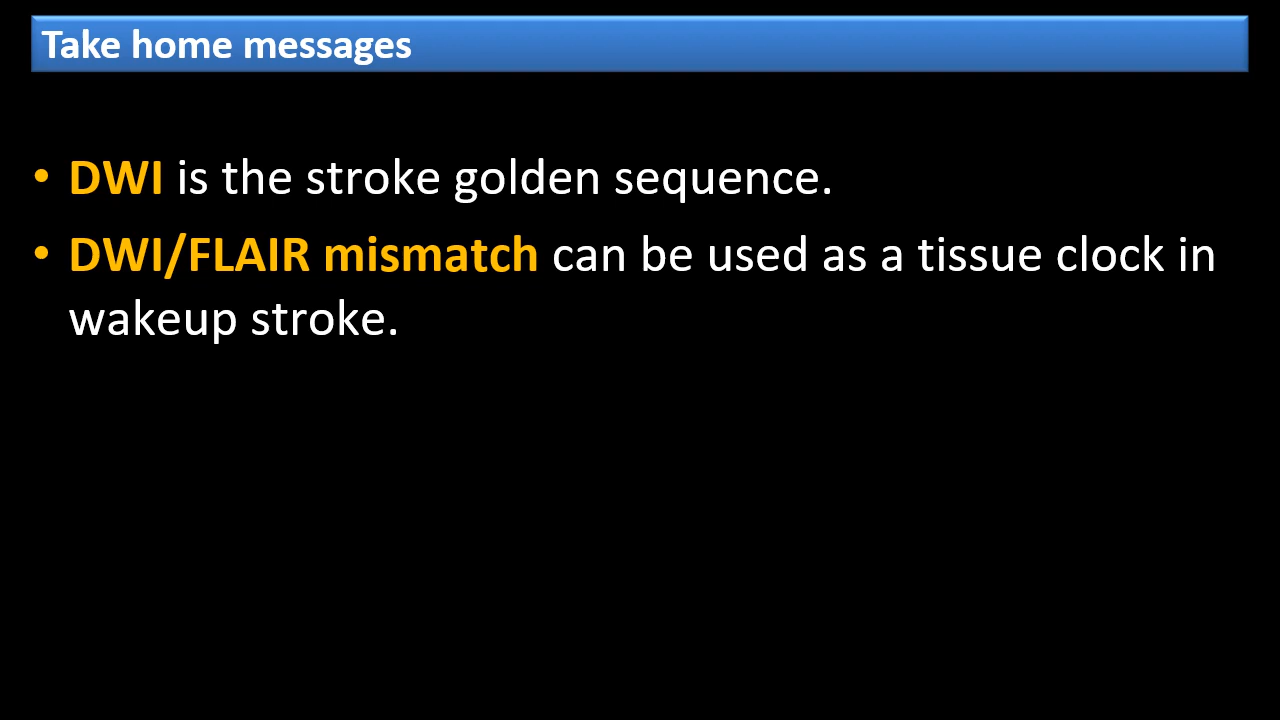 Take home messages
• DWI is the stroke golden sequence.
• DWI/FLAIR mismatch can be used as a tissue clock in
wakeup stroke.